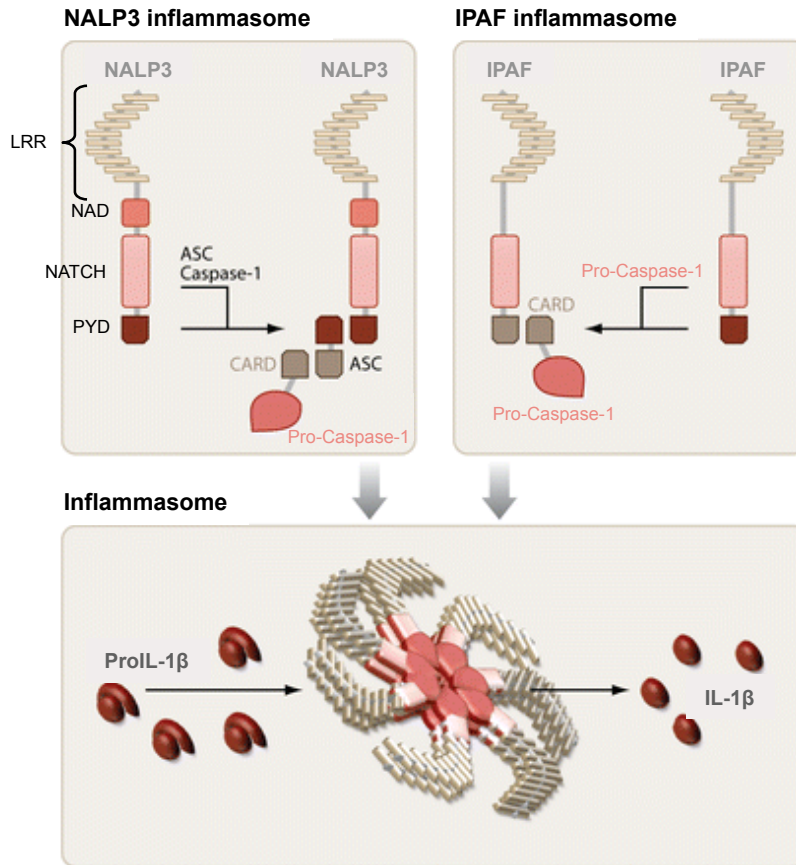 NALP3 inflammasome
IPAF inflammasome
NALP3
NALP3
IPAF
IPAF
LRR
NAD
NATCH
ASC
Caspase-1
Pro-Caspase-1
CARD
PYD
CARD
ASC
Pro-Caspase-1
Pro-Caspase-1
Inflammasome
ProIL-1β
IL-1β